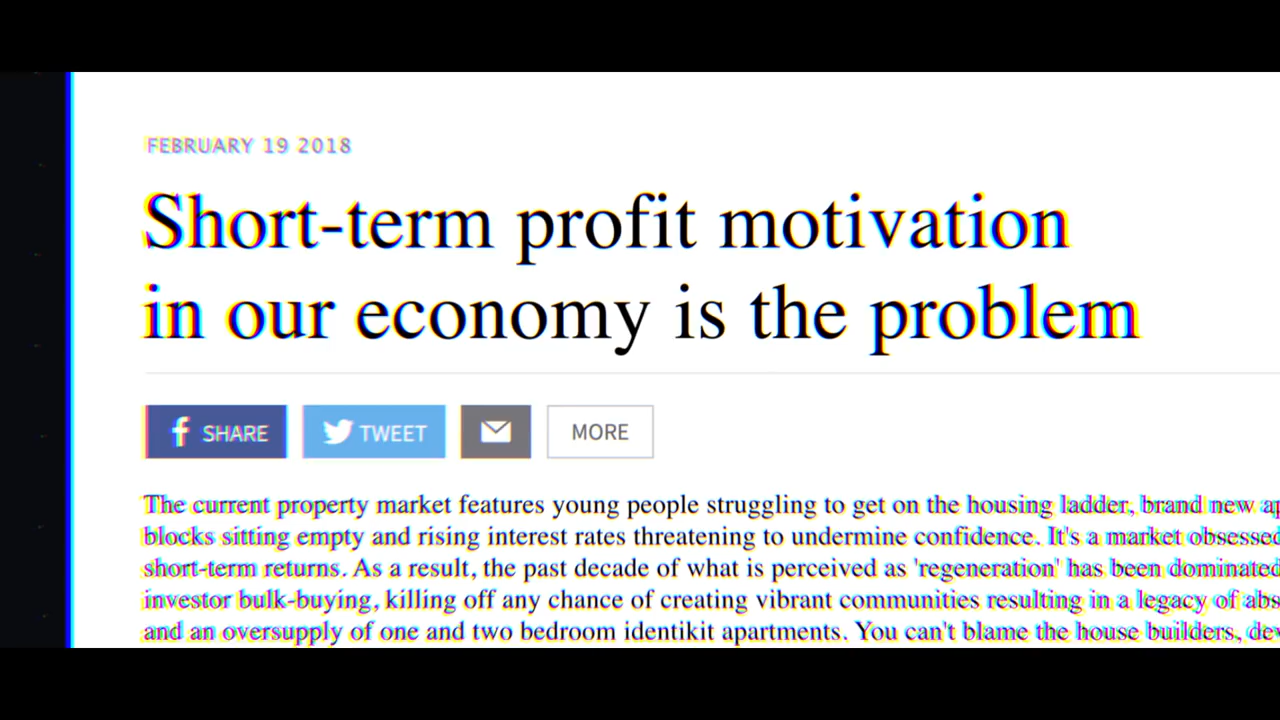 FEBRUARY 19 2018
Short-term profit motivation
in our economy is the problem
SHARE TWEET MORE
The current property market features young people struggling to get on the housing ladder, brand new
blocks sitting empty and rising interest rates threatening to undermine confidence. It's a market obsessed
short-term returns. As a result, the past decade of what is perceived as 'regeneration' has been dominated
investor bulk-buying, killing off any chance of creating vibrant communities resulting in a legacy of
and an oversupply of one and two bedroom identikit apartments. You can't blame the house builders,